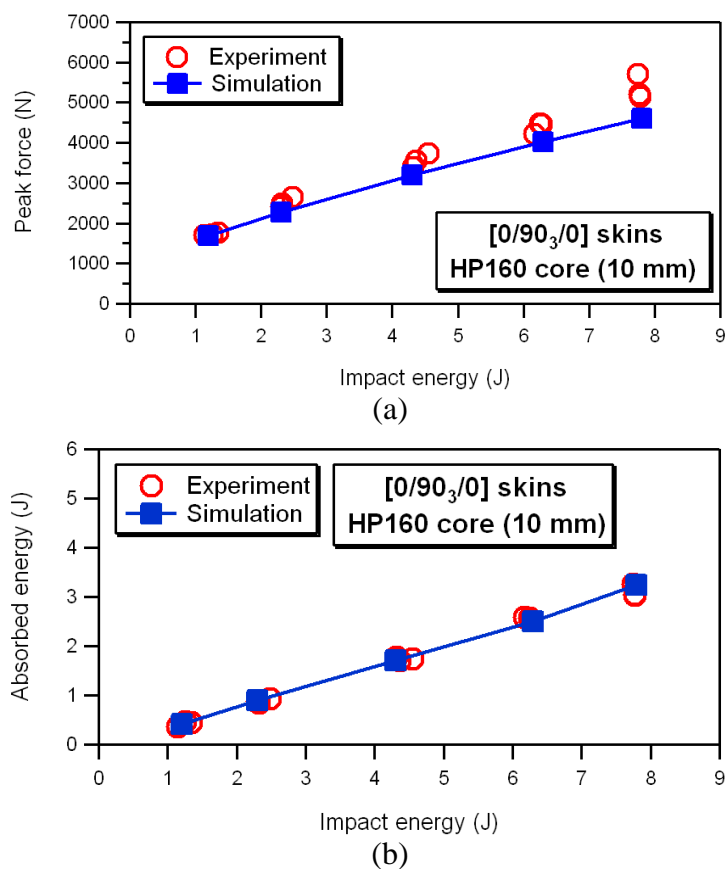 7000
6000
5000
4000
3000
2000
1000
0
Peak force (N)
Experiment
Simulation
[0/90₃/0] skins
HP160 core (10 mm)
0 1 2 3 4 5 6 7 8 9
Impact energy (J)
(a)
6
5
4
3
2
1
0
Absorbed energy (J)
Experiment
Simulation
[0/90₃/0] skins
HP160 core (10 mm)
0 1 2 3 4 5 6 7 8 9
Impact energy (J)
(b)